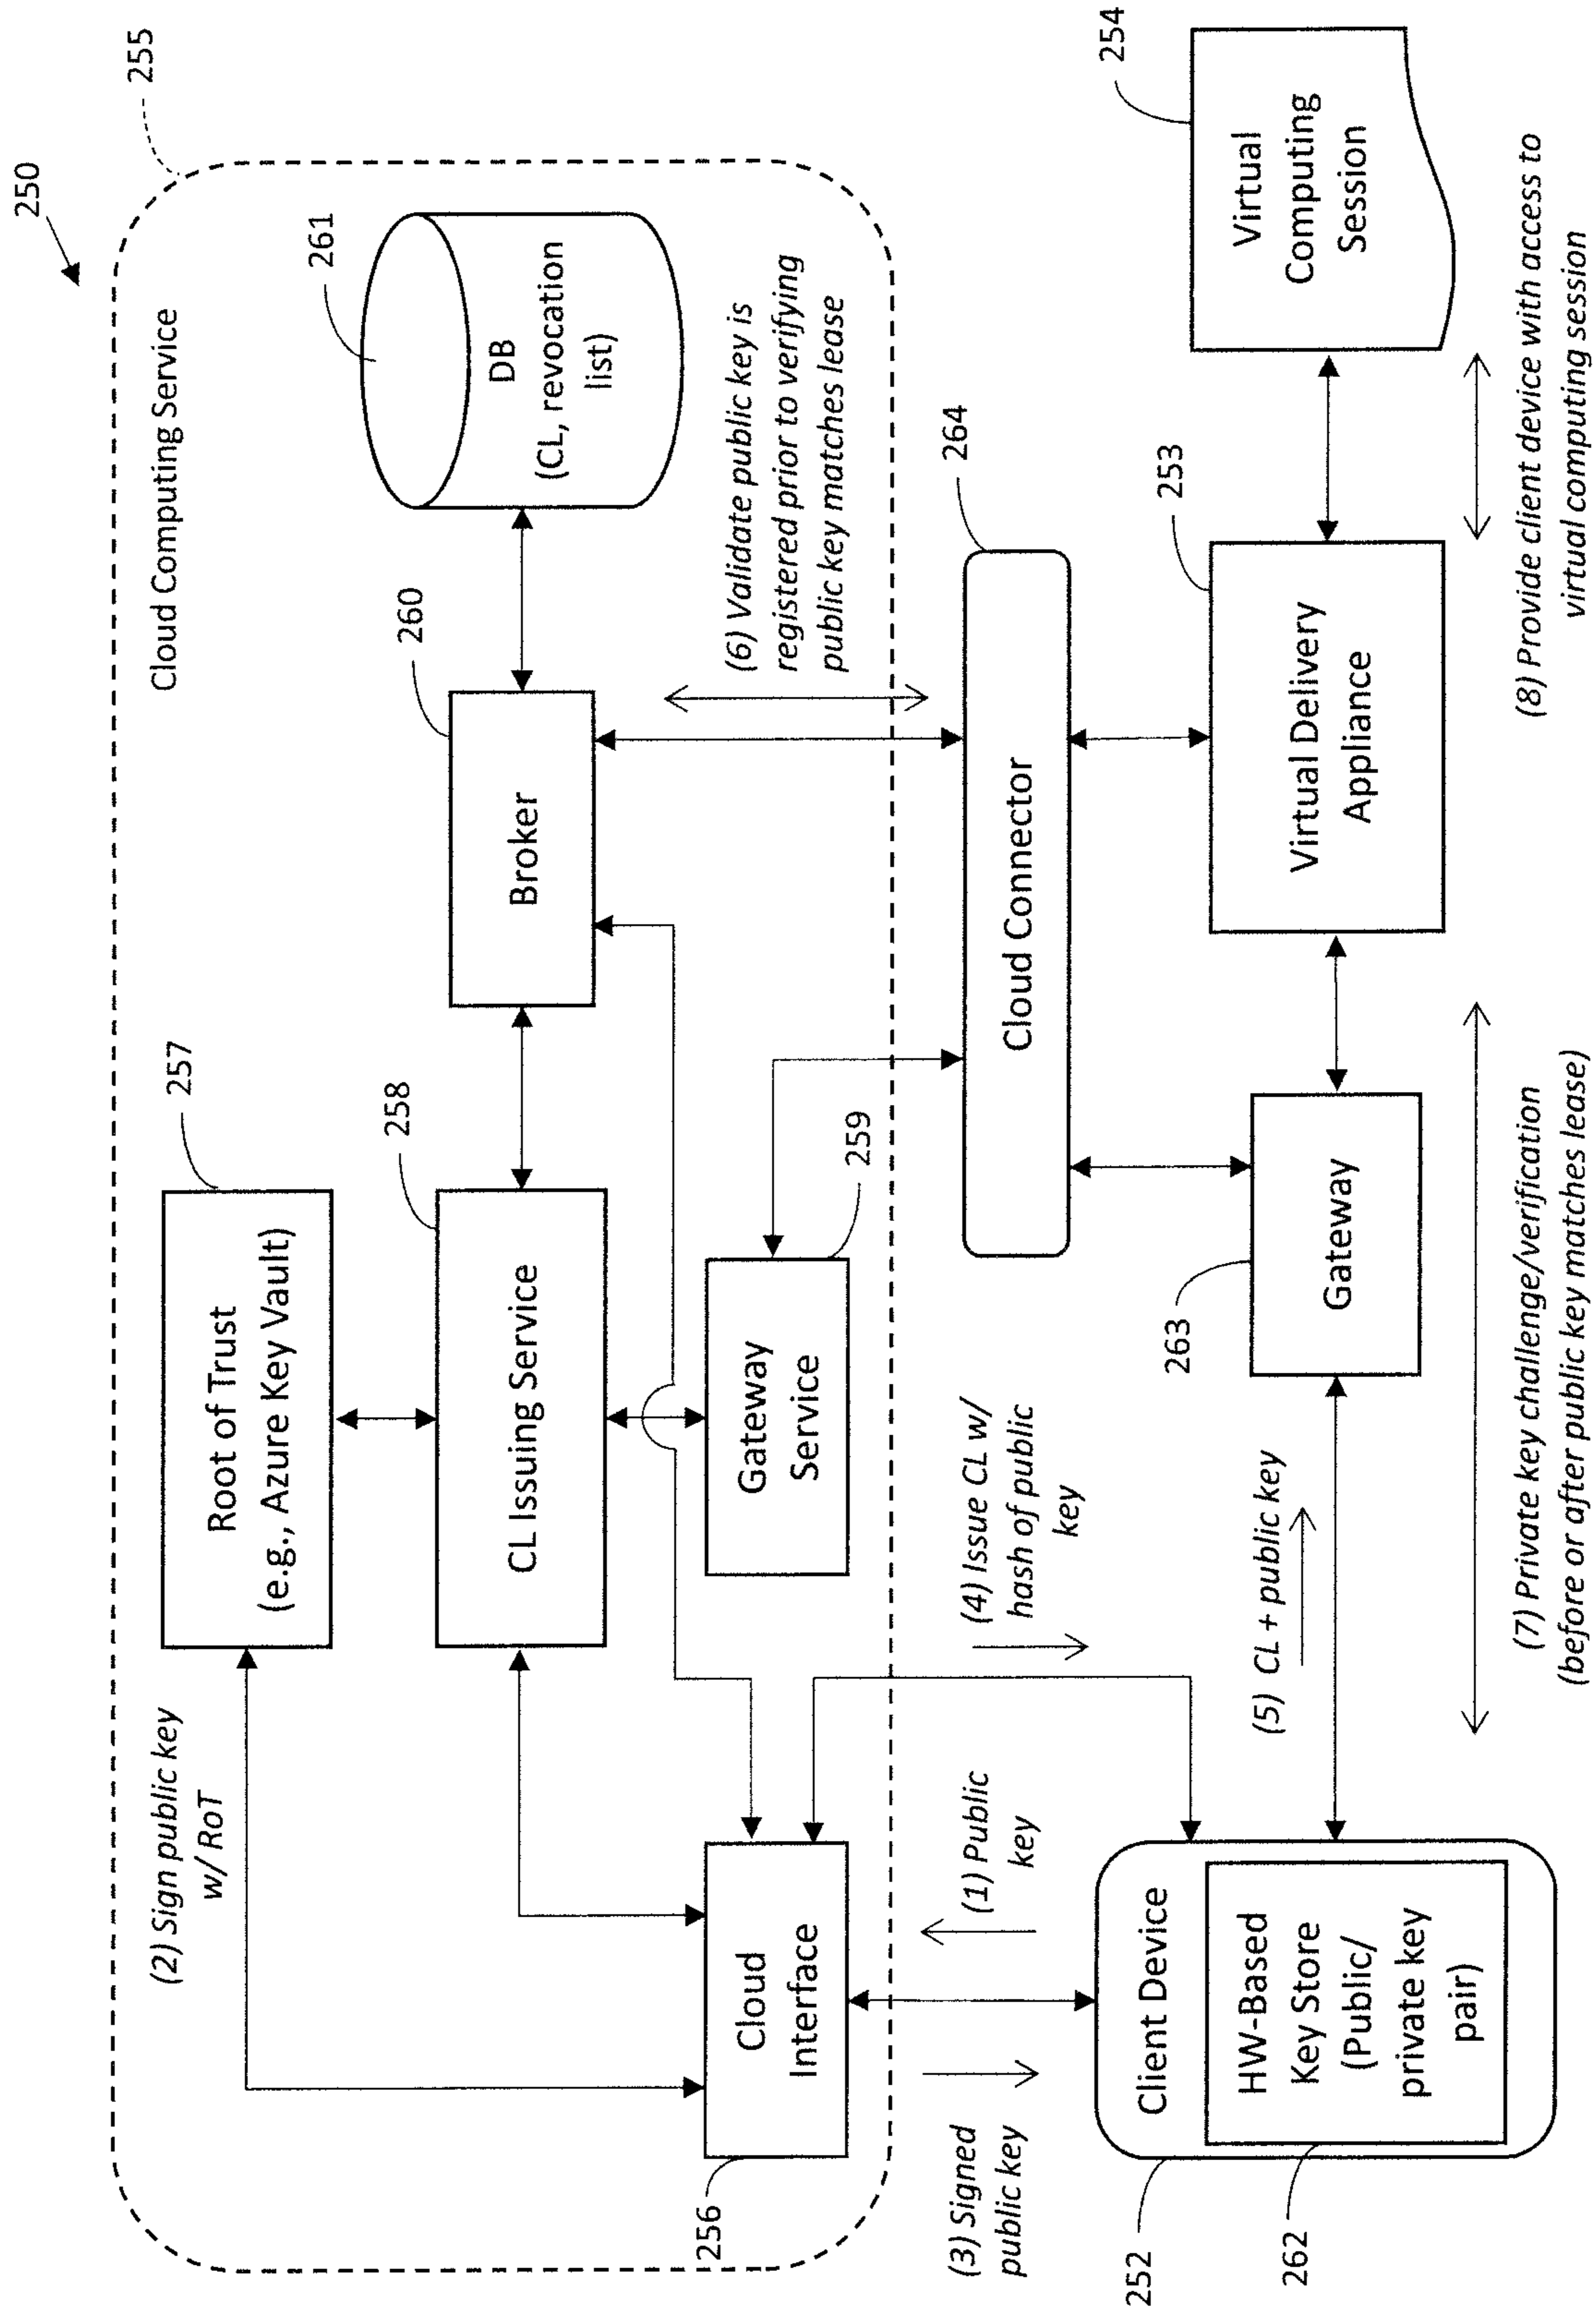 250
255
Cloud Computing Service
(2) Sign public key
w/ RoT
257
Root of Trust
(e.g., Azure Key Vault)
258
CL Issuing Service
260
Broker
261
DB
(CL, revocation
list)
259
Gateway
Service
256
Cloud
Interface
(6) Validate public key is
registered prior to verifying
public key matches lease
(3) Signed
public key
(1) Public
key
(4) Issue CL w/
hash of public
key
264
Cloud Connector
252
Client Device
262
HW-Based
Key Store
(Public/
private key
pair)
(5) CL + public key
263
Gateway
253
Virtual Delivery
Appliance
254
Virtual
Computing
Session
(7) Private key challenge/verification
(before or after public key matches lease)
(8) Provide client device with access to
virtual computing session